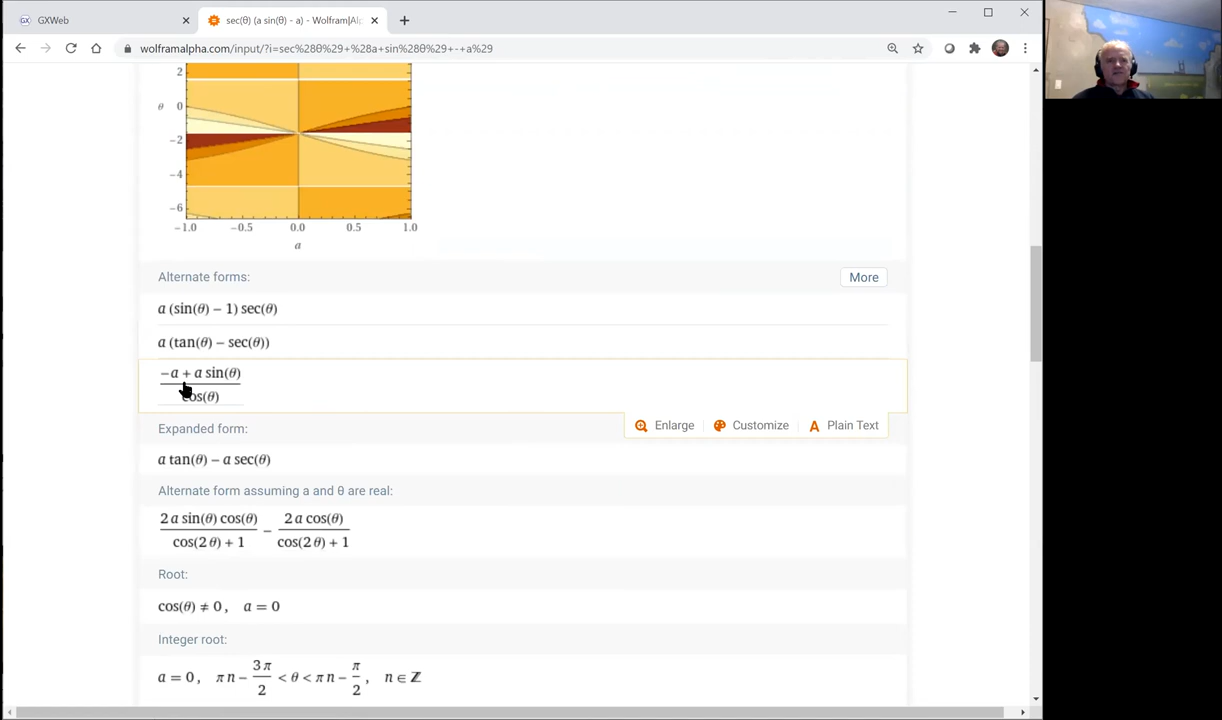 GXWeb
sec(θ) (a sin(θ) - a) - Wolfram|Al
wolframalpha.com/input/?i=sec%28θ%29+%28a+sin%28θ%29+-+a%29
2
θ 0
−2
−4
−6
−1.0 −0.5 0.0 0.5 1.0
a
Alternate forms:
More
a (sin(θ) − 1) sec(θ)
a (tan(θ) − sec(θ))
−a + a sin(θ)
cos(θ)
Enlarge Customize A Plain Text
Expanded form:
a tan(θ) − a sec(θ)
Alternate form assuming a and θ are real:
2 a sin(θ) cos(θ) 2 a cos(θ)
−
cos(2 θ) + 1 cos(2 θ) + 1
Root:
cos(θ) ≠ 0, a = 0
Integer root:
a = 0, π n − 3 π / 2 < θ < π n − π / 2, n ∈ ℤ